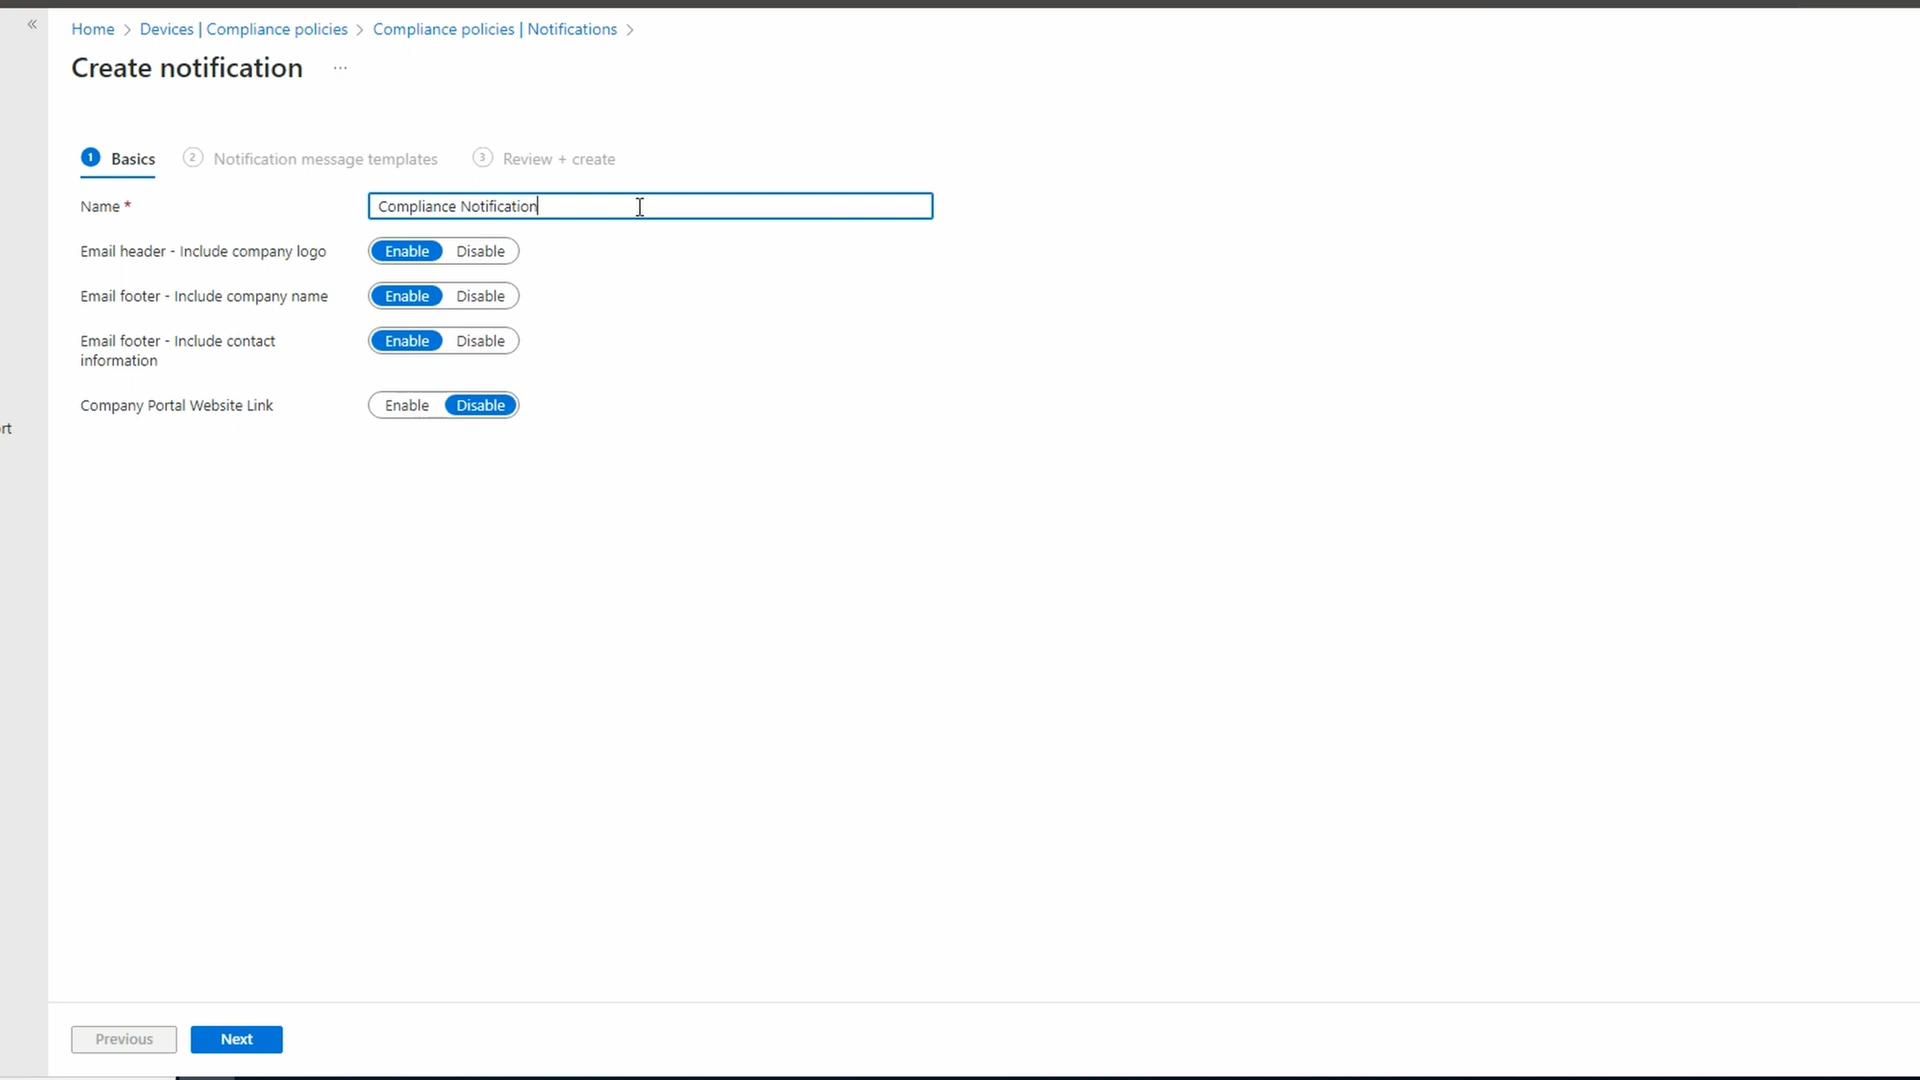 «
Home > Devices | Compliance policies > Compliance policies | Notifications >
Create notification ...
1 Basics 2 Notification message templates 3 Review + create
Name * Compliance Notification
Email header - Include company logo Enable Disable
Email footer - Include company name Enable Disable
Email footer - Include contact
information Enable Disable
Company Portal Website Link Enable Disable
rt
Previous Next